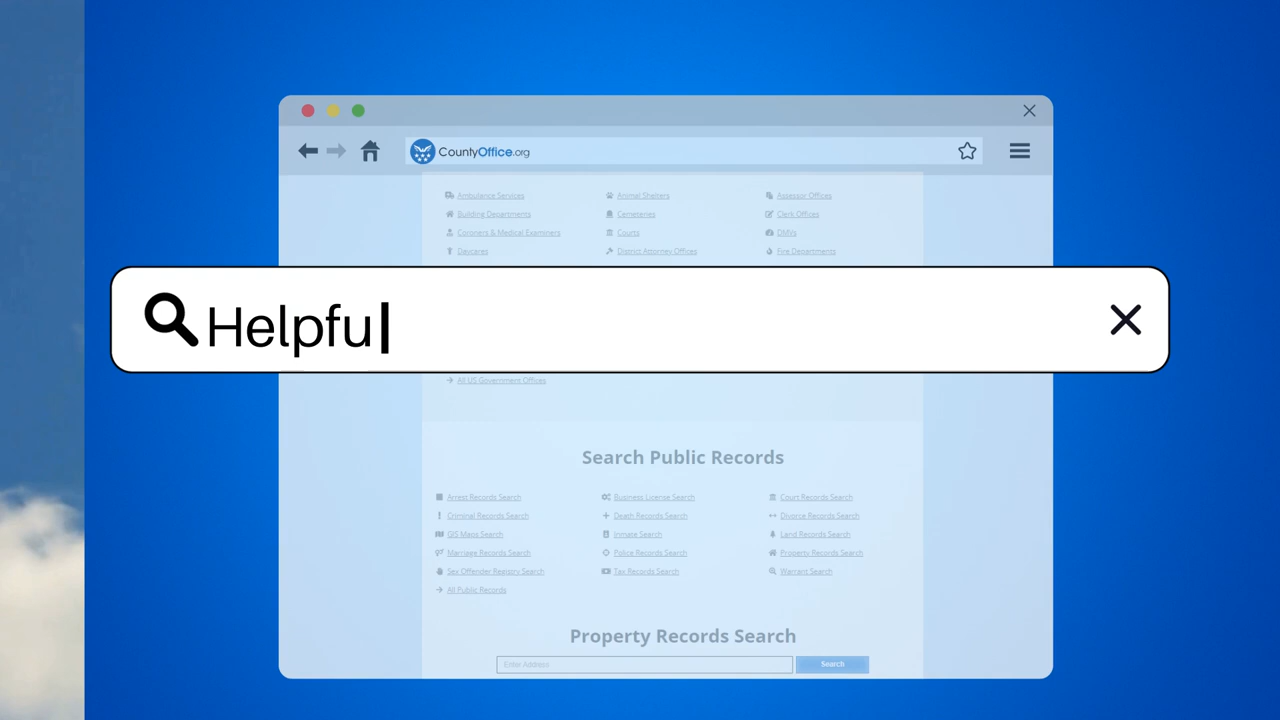 CountyOffice.org
Ambulance Services Animal Shelters Assessor Offices
Building Departments Cemeteries Clerk Offices
Coroners & Medical Examiners Courts DMVs
Daycares District Attorney Offices Fire Departments
Helpfu
All US Government Offices
Search Public Records
Arrest Records Search Business License Search Court Records Search
Criminal Records Search Death Records Search Divorce Records Search
GIS Maps Search Inmate Search Land Records Search
Marriage Records Search Police Records Search Property Records Search
Sex Offender Registry Search Tax Records Search Warrant Search
All Public Records
Property Records Search
Enter Address Search